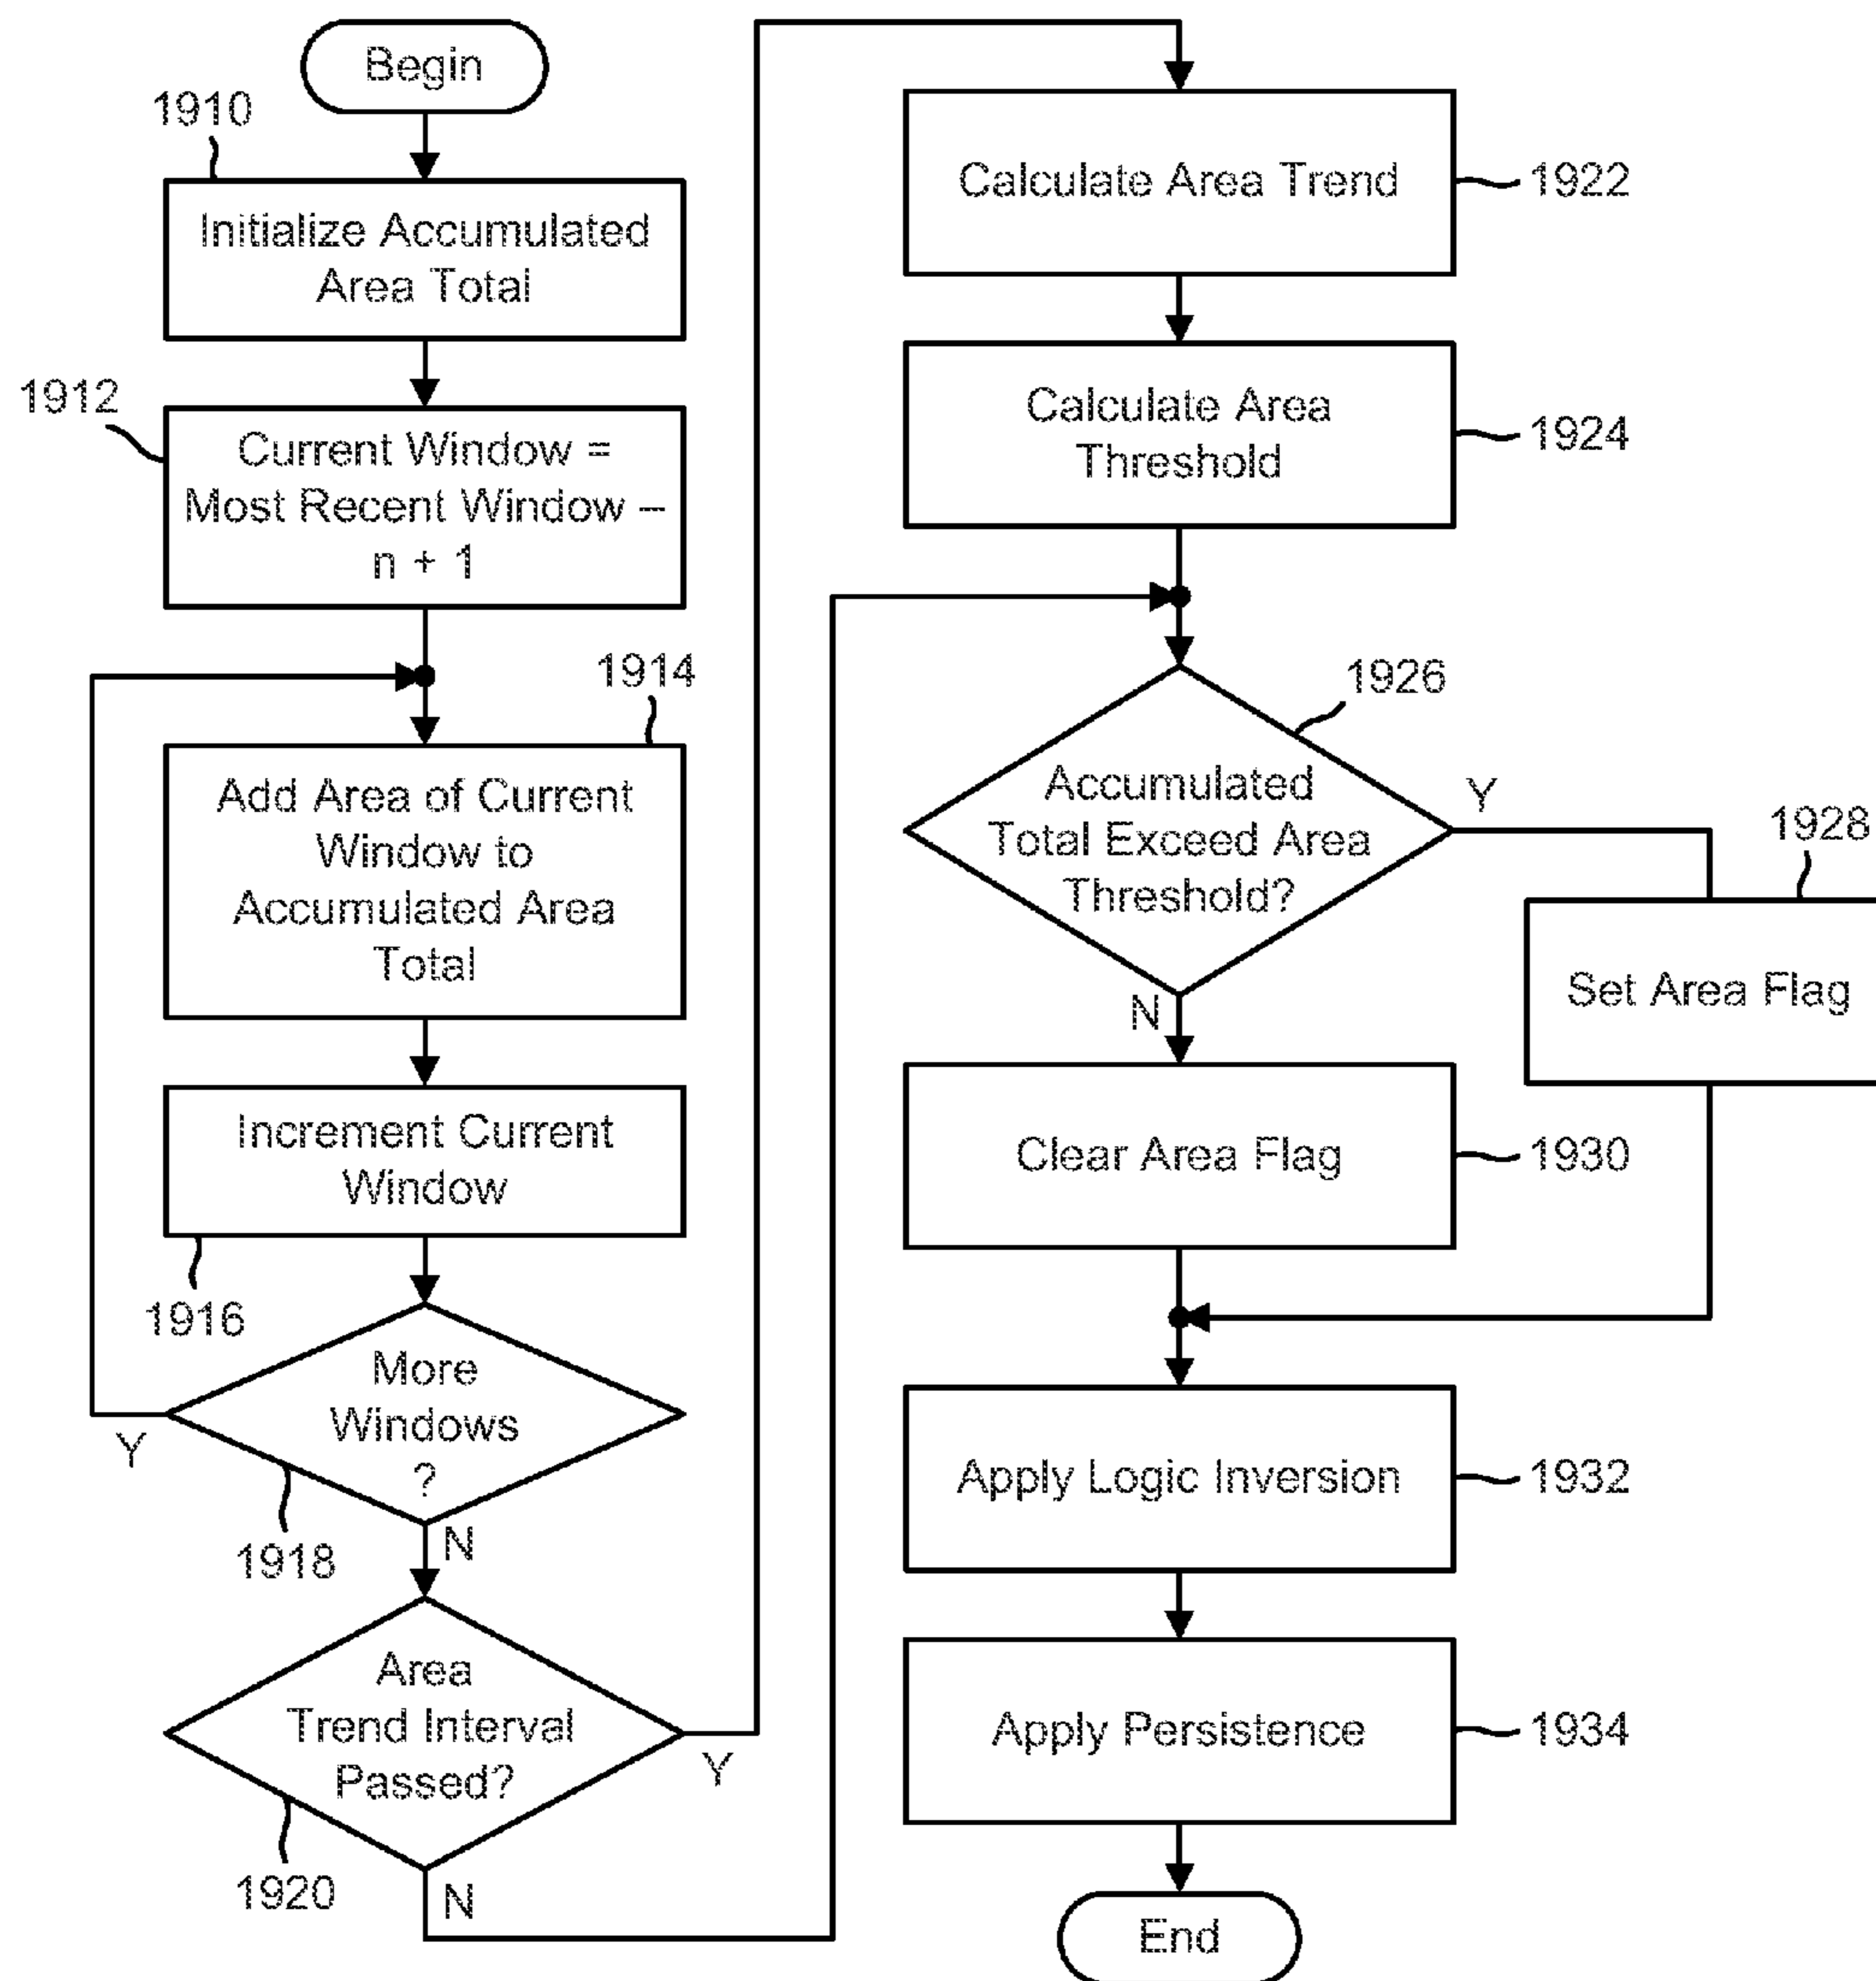 Begin
1910
Initialize Accumulated
Area Total
1912
Current Window =
Most Recent Window –
n + 1
1914
Add Area of Current
Window to
Accumulated Area
Total
Increment Current
Window
1916
More
Windows
?
Y
1918
N
Area
Trend Interval
Passed?
Y
1920
N
Calculate Area Trend
1922
Calculate Area
Threshold
1924
1926
Accumulated
Total Exceed Area
Threshold?
Y
1928
Set Area Flag
N
Clear Area Flag
1930
Apply Logic Inversion
1932
Apply Persistence
1934
End